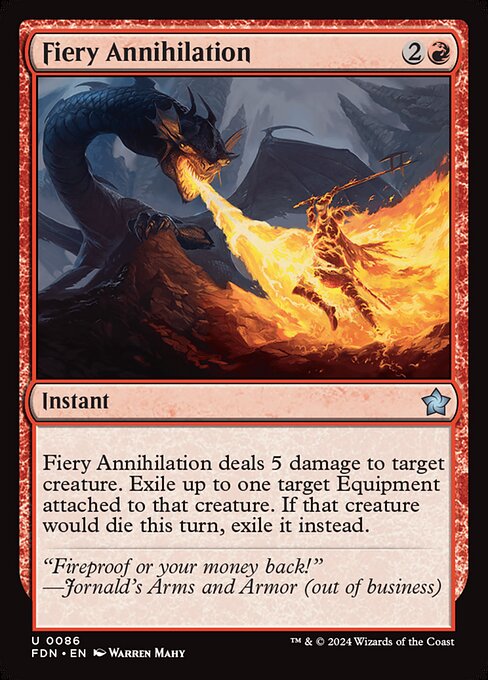 Fiery Annihilation 2
Instant
Fiery Annihilation deals 5 damage to target
creature. Exile up to one target Equipment
attached to that creature. If that creature
would die this turn, exile it instead.
“Fireproof or your money back!”
—Jornald’s Arms and Armor (out of business)
U 0086
FDN • EN Warren Mahy
™ & © 2024 Wizards of the Coast